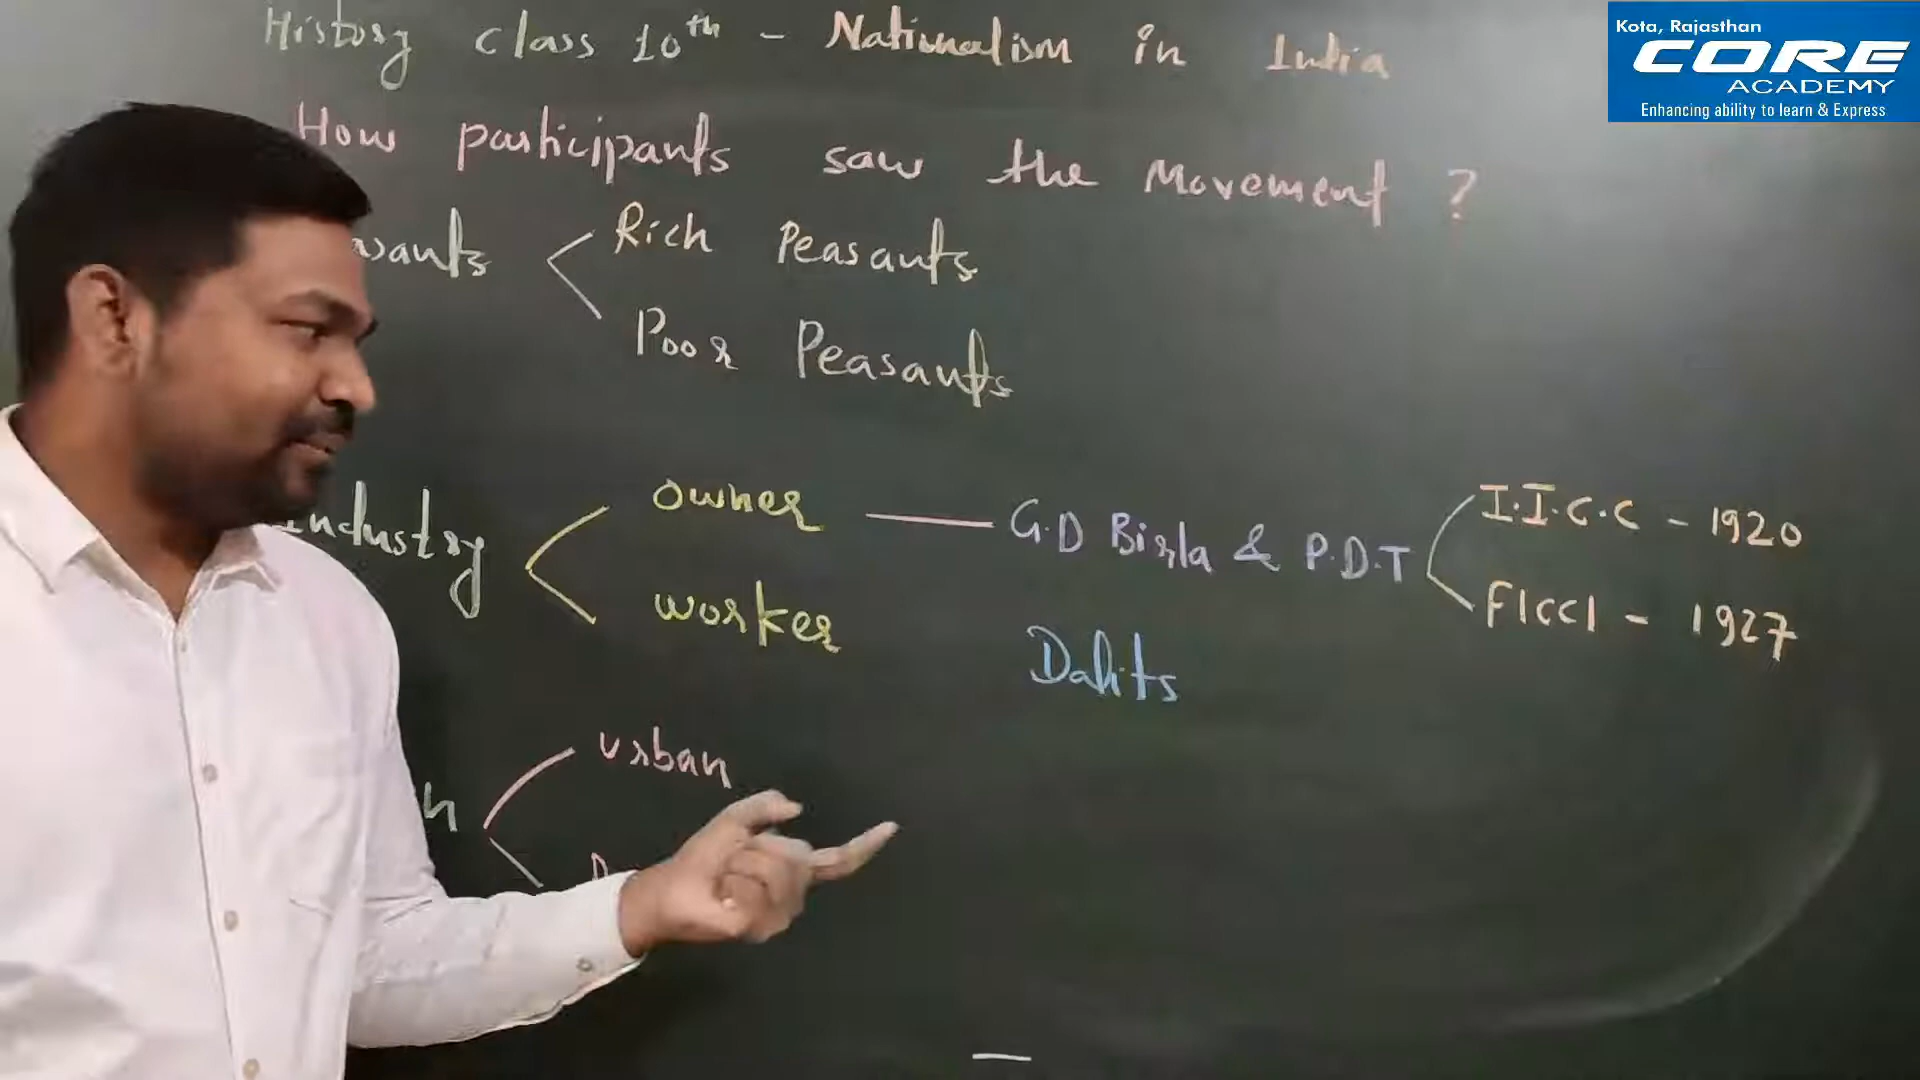 History class 10th - Nationalism in India
Kota, Rajasthan
CORE
ACADEMY
Enhancing ability to learn & Express
How participants saw the Movement ?
asants
Rich Peasants
Poor Peasants
Industry
owner — G.D Birla & P.D.T
I.I.C.C - 1920
FICCI - 1927
worker
Dalits
urban